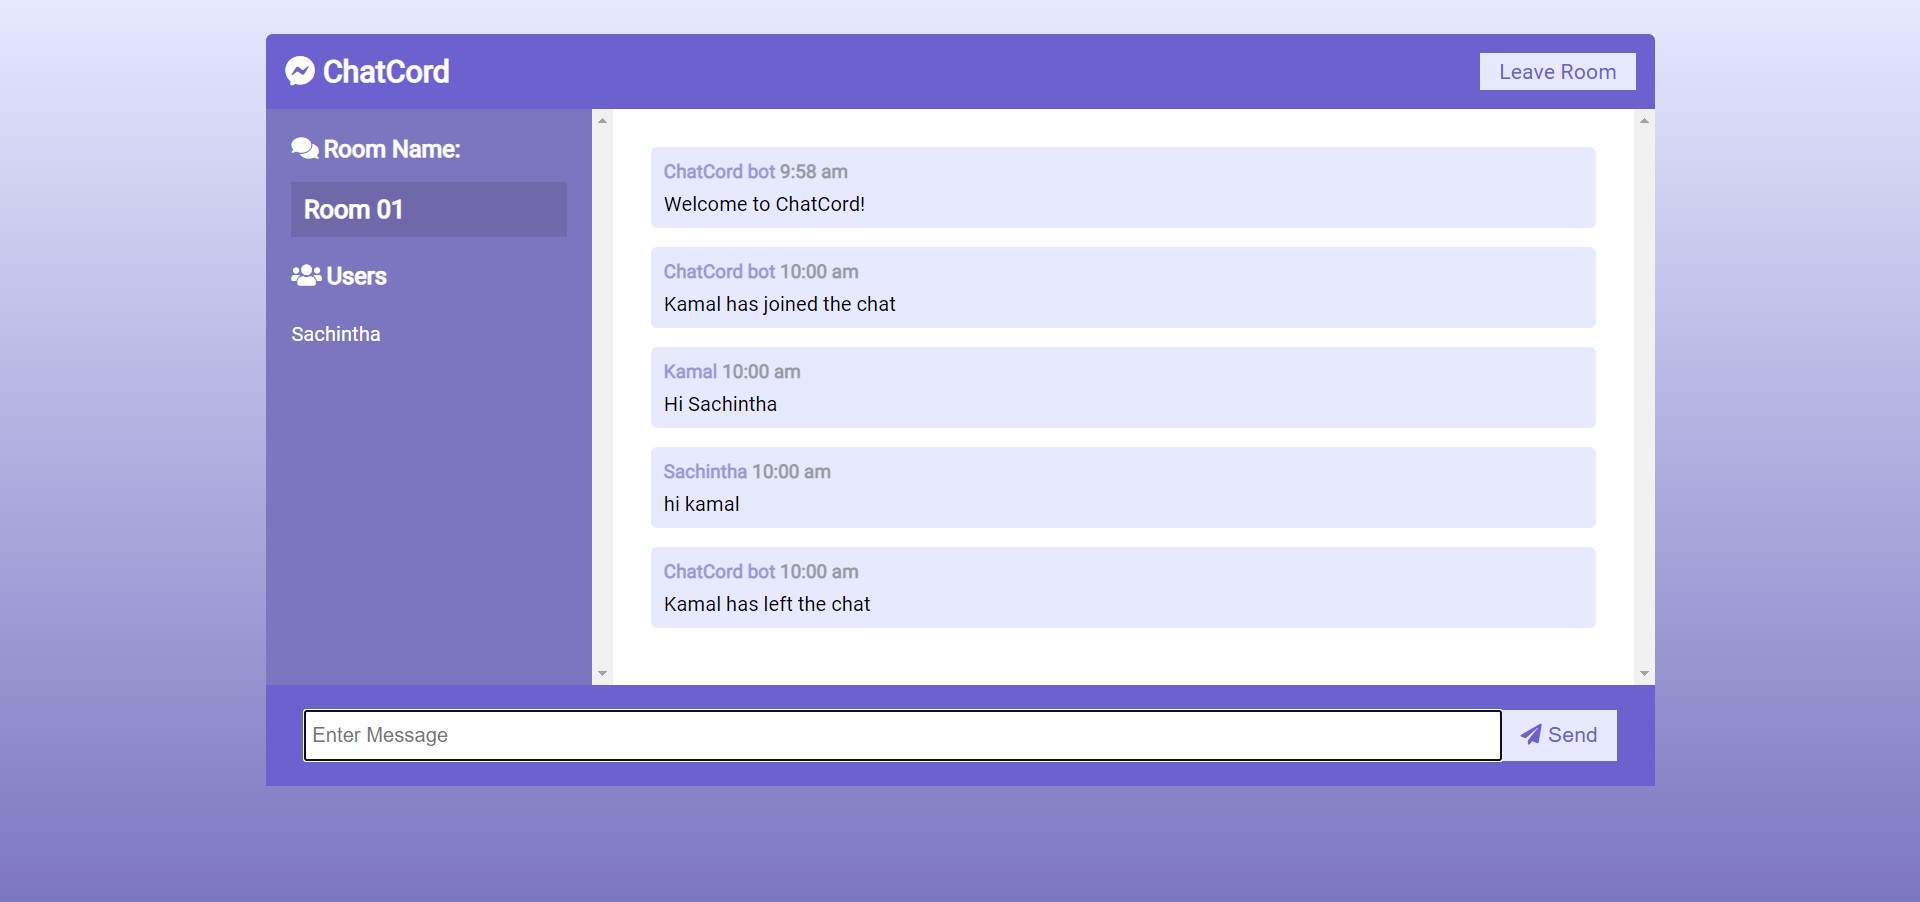 ChatCord
Leave Room
Room Name:
Room 01
Users
Sachintha
ChatCord bot 9:58 am
Welcome to ChatCord!
ChatCord bot 10:00 am
Kamal has joined the chat
Kamal 10:00 am
Hi Sachintha
Sachintha 10:00 am
hi kamal
ChatCord bot 10:00 am
Kamal has left the chat
Enter Message
Send